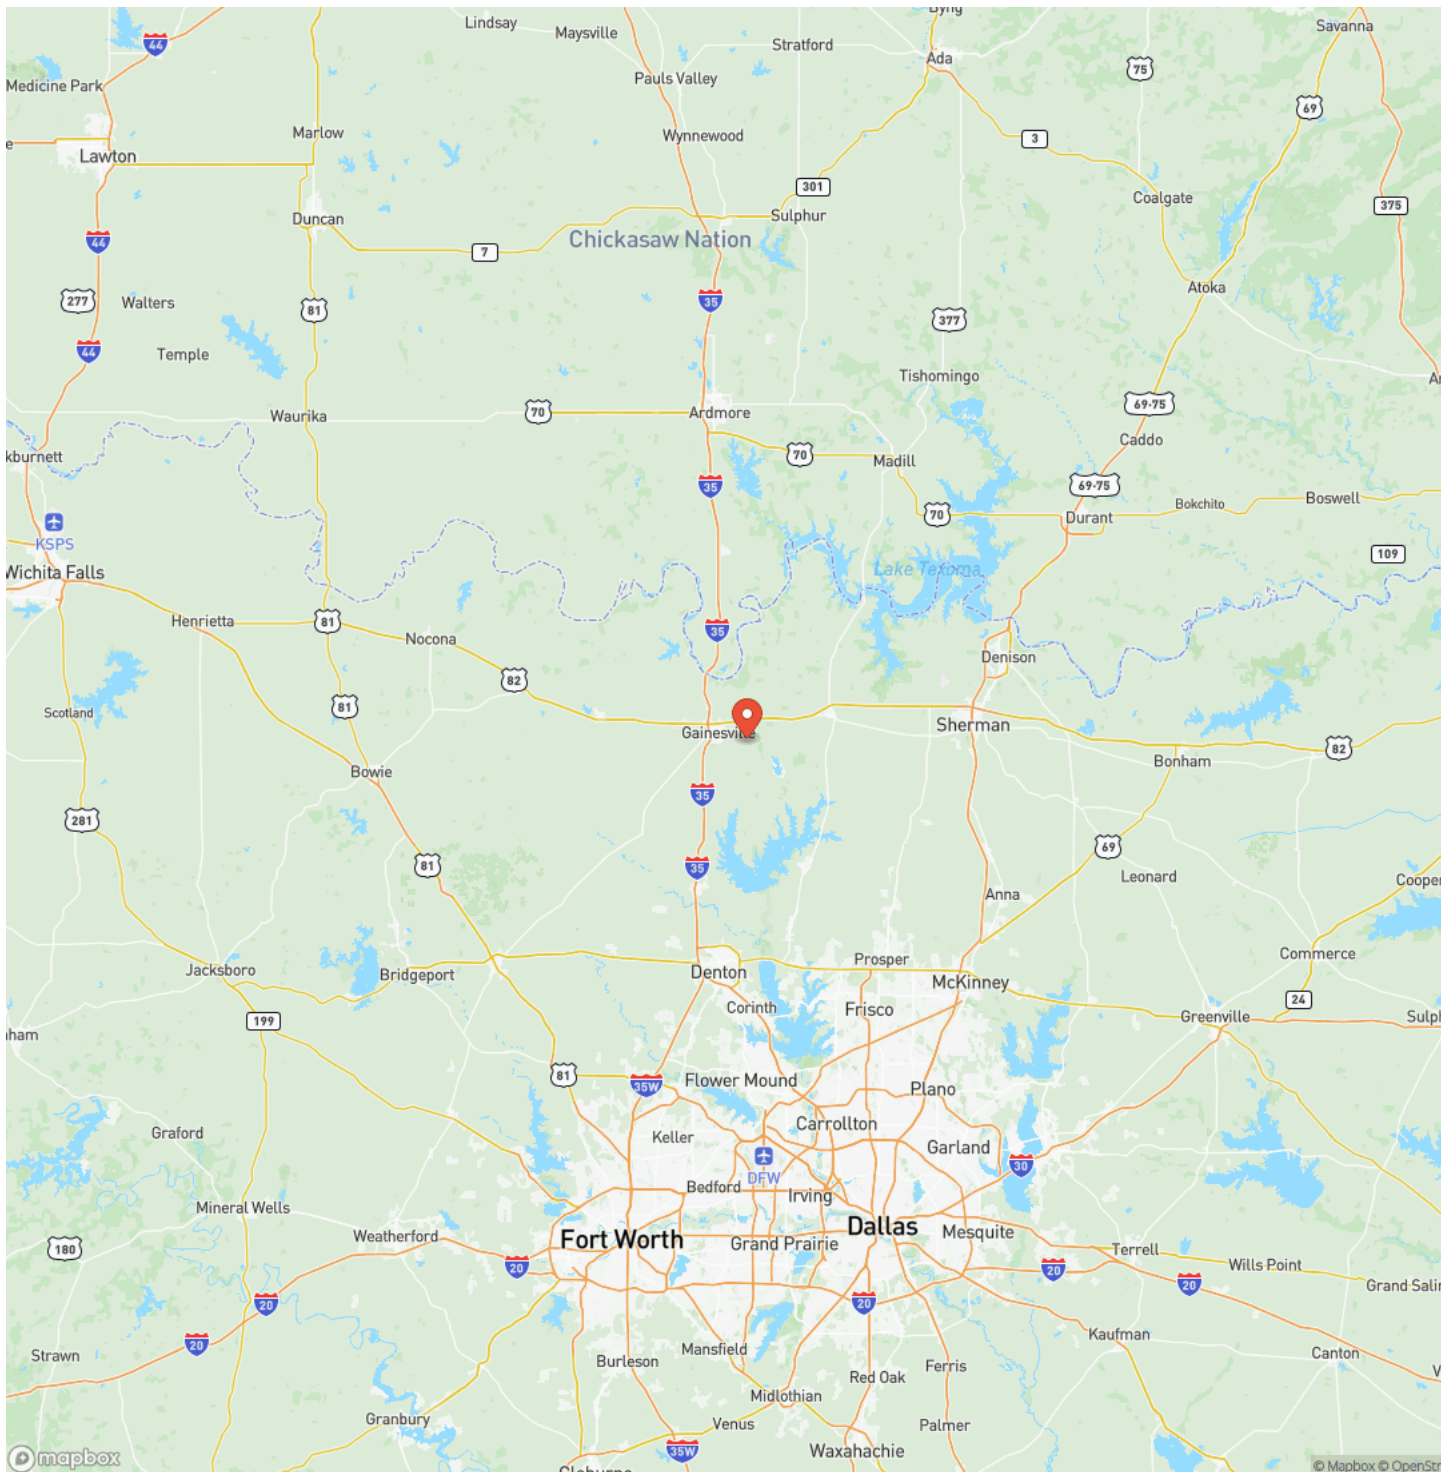 Byng
Lindsay
Maysville
Stratford
Savanna
44
Ada
75
Medicine Park
Pauls Valley
69
Marlow
Wynnewood
3
e
Lawton
301
Coalgate
375
Duncan
Sulphur
44
Chickasaw Nation
7
Atoka
277
Walters
81
35
377
44
Temple
Tishomingo
A
69-75
Waurika
70
Ardmore
Caddo
kburnett
70
Madill
69-75
35
Boswell
Bokchito
70
Durant
KSPS
109
Wichita Falls
Lake Texoma
Henrietta
81
35
Nocona
Denison
82
81
Scotland
Gainesville
Sherman
82
Bowie
Bonham
35
281
69
81
35
Leonard
Cooper
Anna
Commerce
Jacksboro
Bridgeport
Denton
Prosper
McKinney
24
Corinth
Frisco
199
Greenville
Sulph
nham
81
35W
Flower Mound
Plano
Carrollton
Graford
Keller
Garland
DFW
30
Bedford
Irving
Mineral Wells
Dallas
Weatherford
Fort Worth
Grand Prairie
Mesquite
180
Terrell
20
20
Wills Point
20
Grand Salin
20
20
Kaufman
20
Mansfield
Canton
Strawn
Burleson
Ferris
V
Red Oak
Midlothian
Granbury
Venus
Palmer
35W
Waxahachie
mapbox
Cleburne
© Mapbox © OpenStr